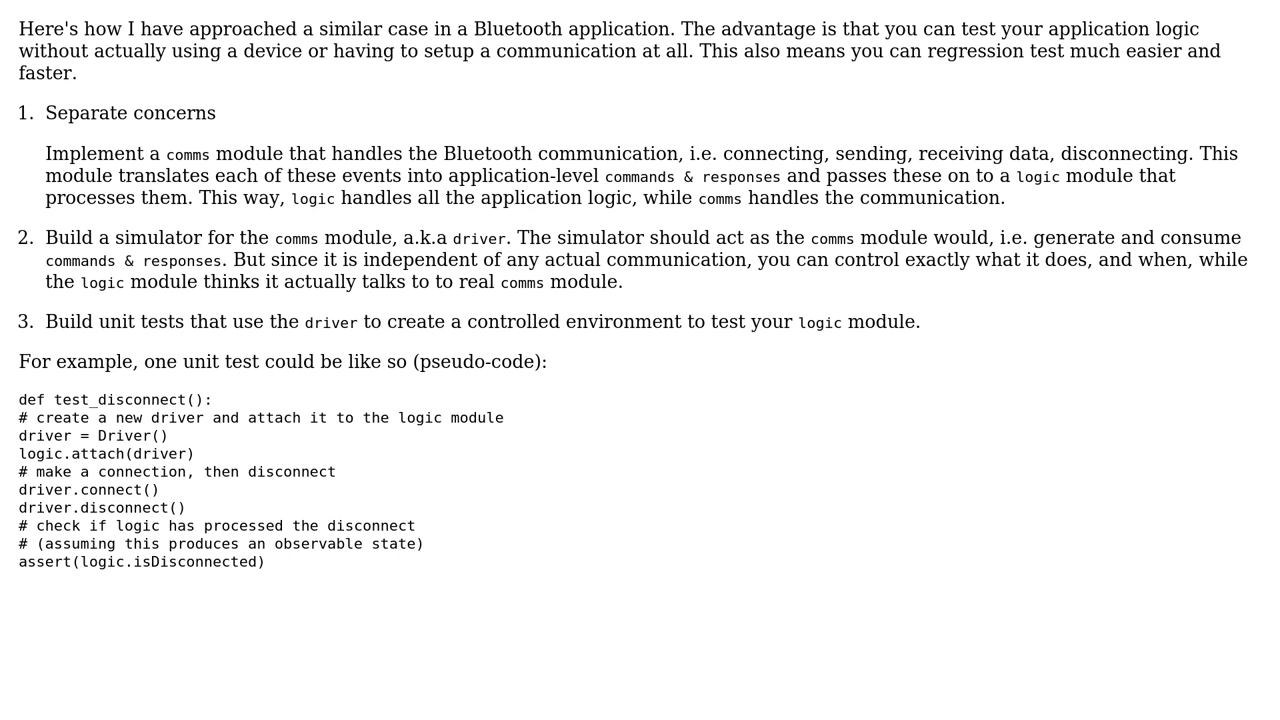 Here's how I have approached a similar case in a Bluetooth application. The advantage is that you can test your application logic
without actually using a device or having to setup a communication at all. This also means you can regression test much easier and
faster.
1. Separate concerns
Implement a comms module that handles the Bluetooth communication, i.e. connecting, sending, receiving data, disconnecting. This
module translates each of these events into application-level commands & responses and passes these on to a logic module that
processes them. This way, logic handles all the application logic, while comms handles the communication.
2. Build a simulator for the comms module, a.k.a driver. The simulator should act as the comms module would, i.e. generate and consume
commands & responses. But since it is independent of any actual communication, you can control exactly what it does, and when, while
the logic module thinks it actually talks to to real comms module.
3. Build unit tests that use the driver to create a controlled environment to test your logic module.
For example, one unit test could be like so (pseudo-code):
def test_disconnect():
# create a new driver and attach it to the logic module
driver = Driver()
logic.attach(driver)
# make a connection, then disconnect
driver.connect()
driver.disconnect()
# check if logic has processed the disconnect
# (assuming this produces an observable state)
assert(logic.isDisconnected)